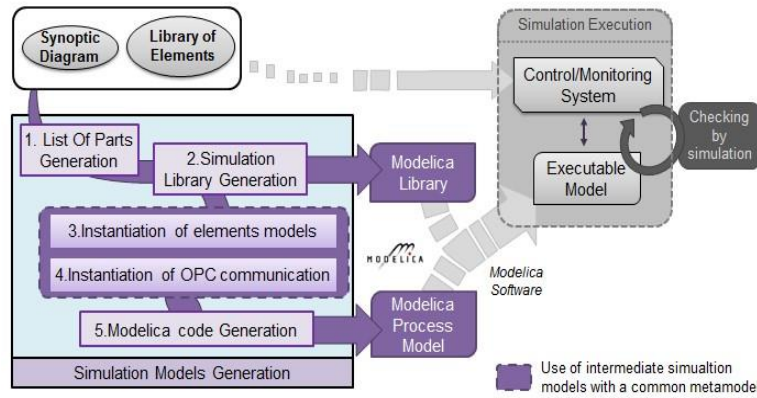 Synoptic
Diagram
Library of
Elements
Simulation Execution
Control/Monitoring
System
Checking
by
simulation
Executable
Model
1. List Of Parts
Generation
2.Simulation
Library Generation
Modelica
Library
3.Instantiation of elements models
4.Instantiation of OPC communication
MODELICA
Modelica
Software
5.Modelica code Generation
Modelica
Process
Model
Simulation Models Generation
Use of intermediate simualtion
models with a common metamode